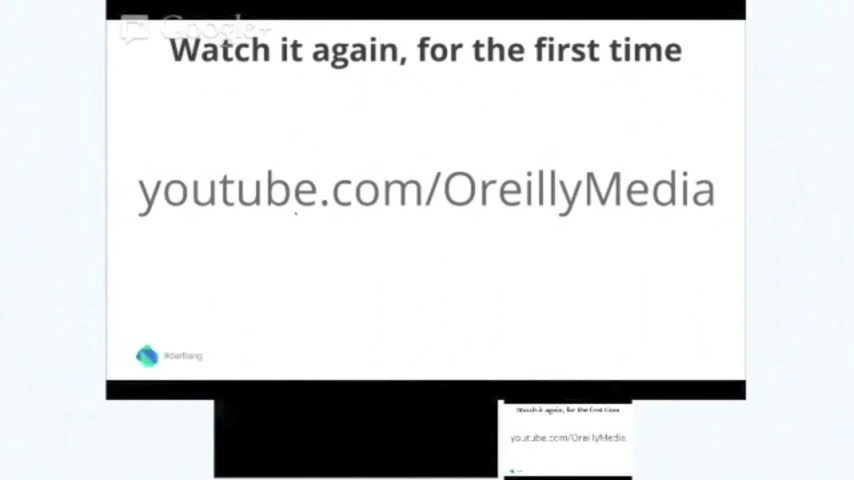 Google+
Watch it again, for the first time
youtube.com/OreillyMedia
#dartlang
Watch it again, for the first time
youtube.com/OreillyMedia